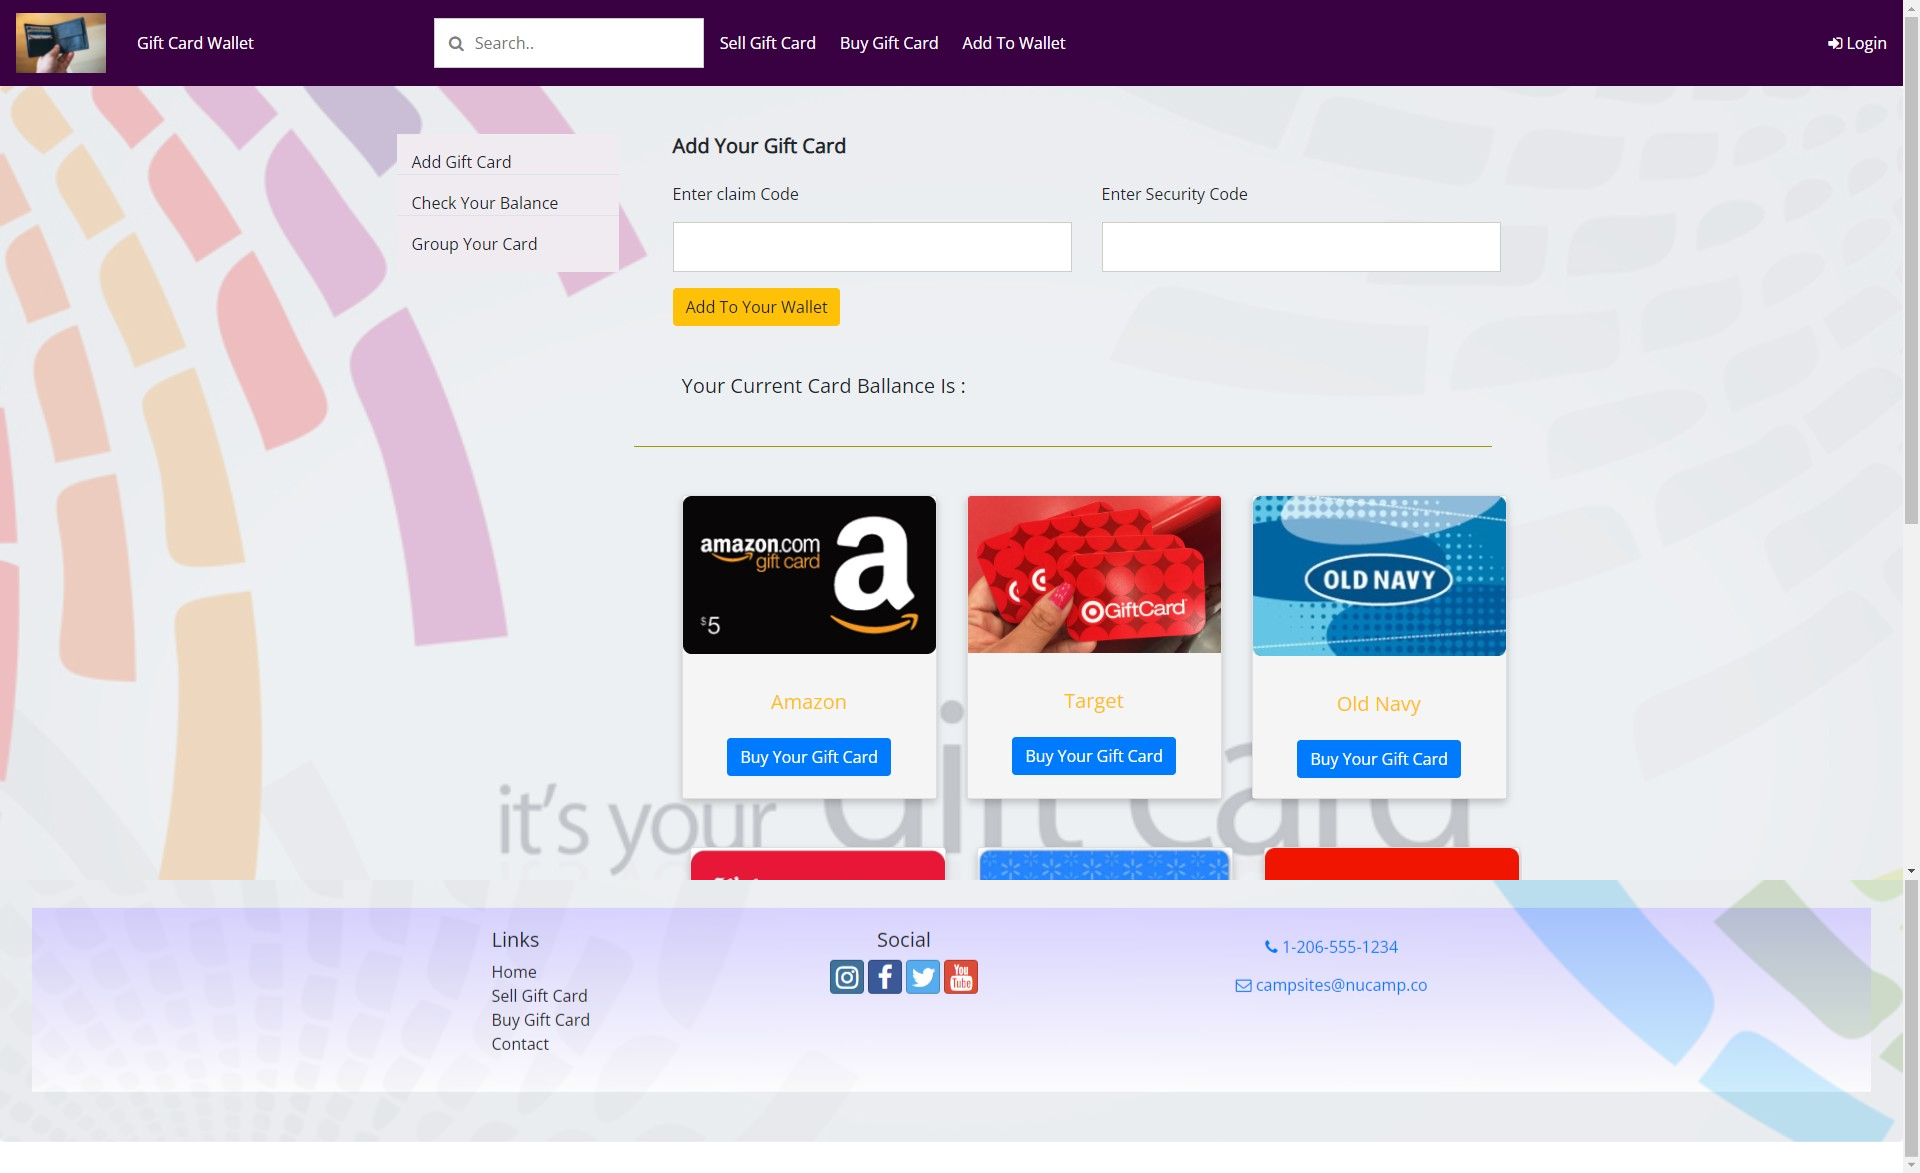 Gift Card Wallet
Search..
Sell Gift Card
Buy Gift Card
Add To Wallet
Login
Add Gift Card
Check Your Balance
Group Your Card
Add Your Gift Card
Enter claim Code
Enter Security Code
Add To Your Wallet
Your Current Card Ballance Is :
amazon.com
gift card
a
$5
GiftCard
OLD NAVY
Amazon
Target
Old Navy
Buy Your Gift Card
Buy Your Gift Card
Buy Your Gift Card
it's your Gift Card
Links
Home
Sell Gift Card
Buy Gift Card
Contact
Social
You
Tube
1-206-555-1234
campsites@nucamp.co